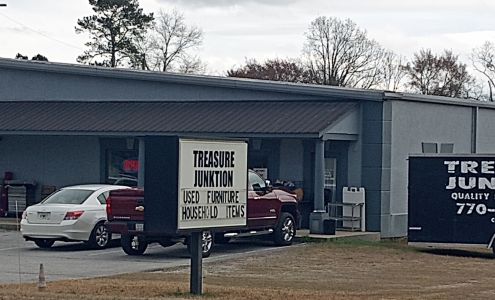 TREASURE
JUNKTION
USED FURNITURE
HOUSEHOLD ITEMS
TRE
JUN
QUALITY
770-